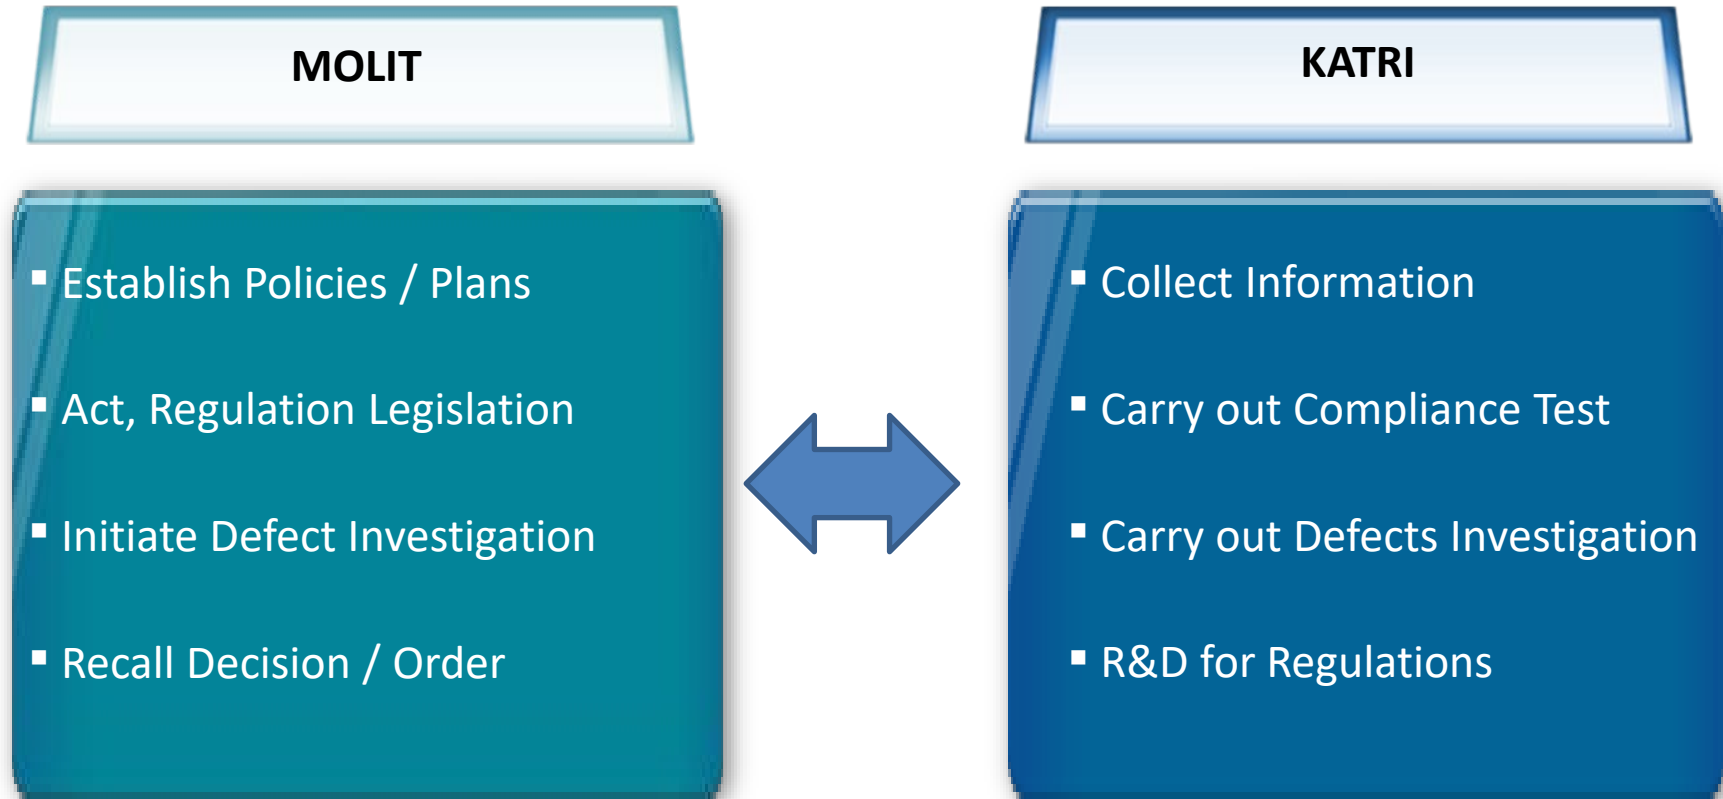 MOLIT
▪ Establish Policies / Plans
▪ Act, Regulation Legislation
▪ Initiate Defect Investigation
▪ Recall Decision / Order
KATRI
▪ Collect Information
▪ Carry out Compliance Test
▪ Carry out Defects Investigation
▪ R&D for Regulations